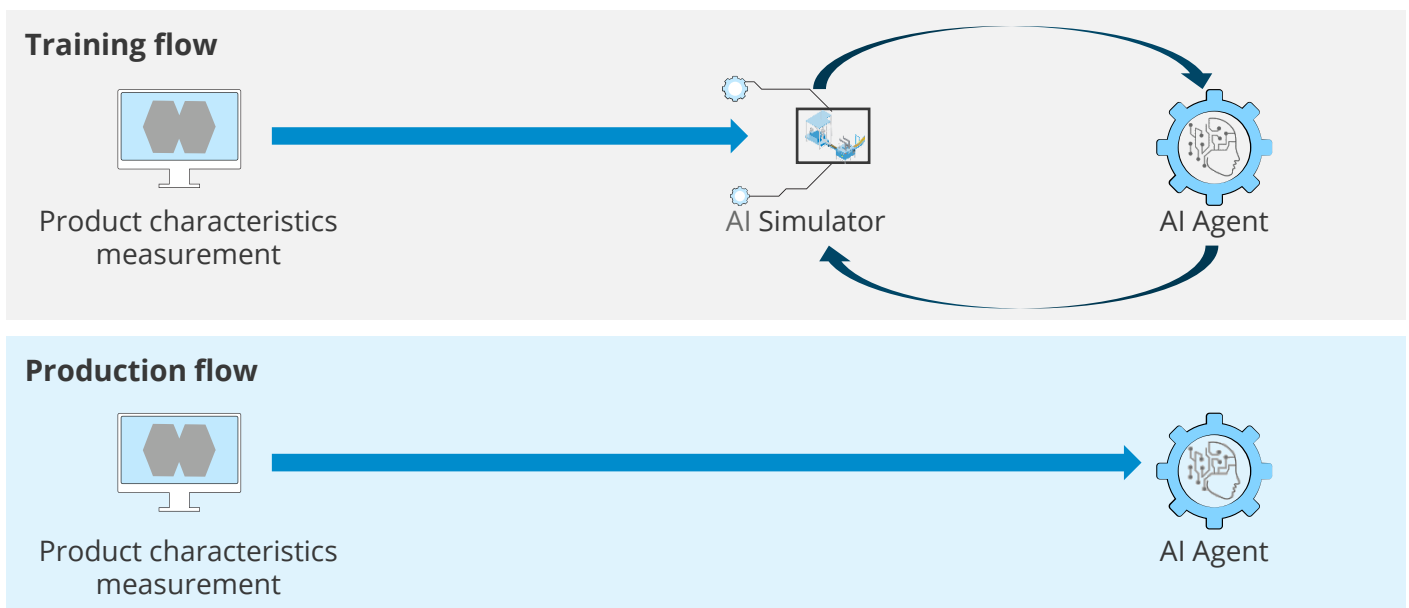 Training flow
Product characteristics
measurement
AI Simulator
AI Agent
Production flow
Product characteristics
measurement
AI Agent